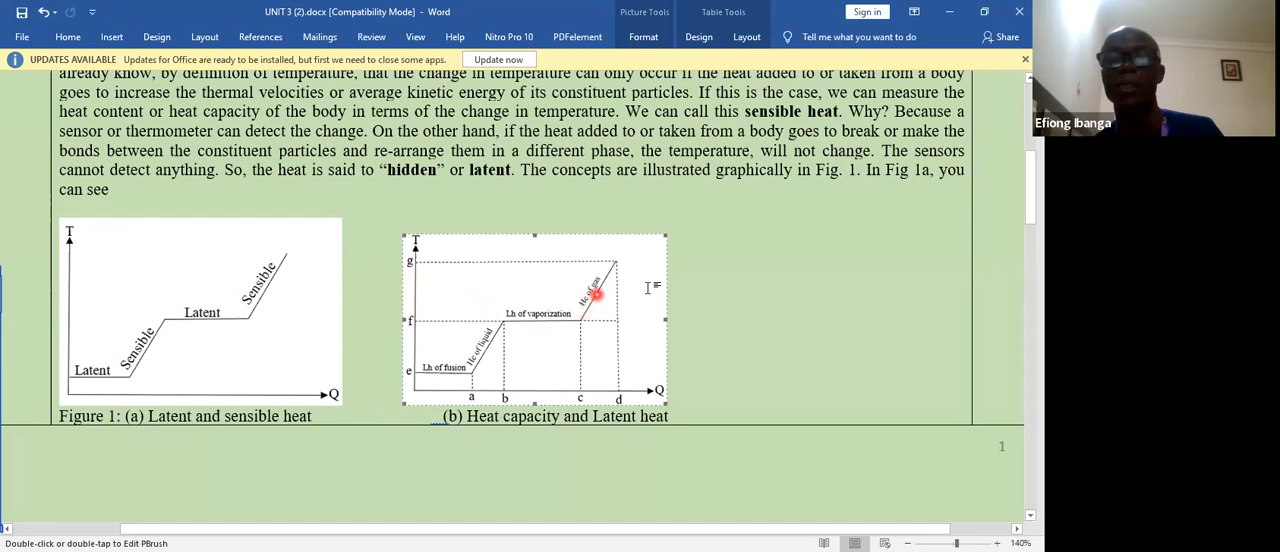 UNIT 3 (2).docx [Compatibility Mode] - Word
Picture Tools
Table Tools
Sign in
File Home Insert Design Layout References Mailings Review View Help Nitro Pro 10 PDFelement Format Design Layout Tell me what you want to do Share
UPDATES AVAILABLE Updates for Office are ready to be installed, but first we need to close some apps. Update now
already know, by definition of temperature, that the change in temperature can only occur if the heat added to or taken from a body
goes to increase the thermal velocities or average kinetic energy of its constituent particles. If this is the case, we can measure the
heat content or heat capacity of the body in terms of the change in temperature. We can call this sensible heat. Why? Because a
sensor or thermometer can detect the change. On the other hand, if the heat added to or taken from a body goes to break or make the
bonds between the constituent particles and re-arrange them in a different phase, the temperature, will not change. The sensors
cannot detect anything. So, the heat is said to “hidden” or latent. The concepts are illustrated graphically in Fig. 1. In Fig 1a, you
can see
T
Sensible
Latent
Sensible
Latent
Q
T
g
Hc of gas
Lh of vaporization
f
Hc of liquid
Lh of fusion
e
Q
a b c d
Figure 1: (a) Latent and sensible heat
(b) Heat capacity and Latent heat
1
Double-click or double-tap to Edit PBrush
140%
Efiong Ibanga